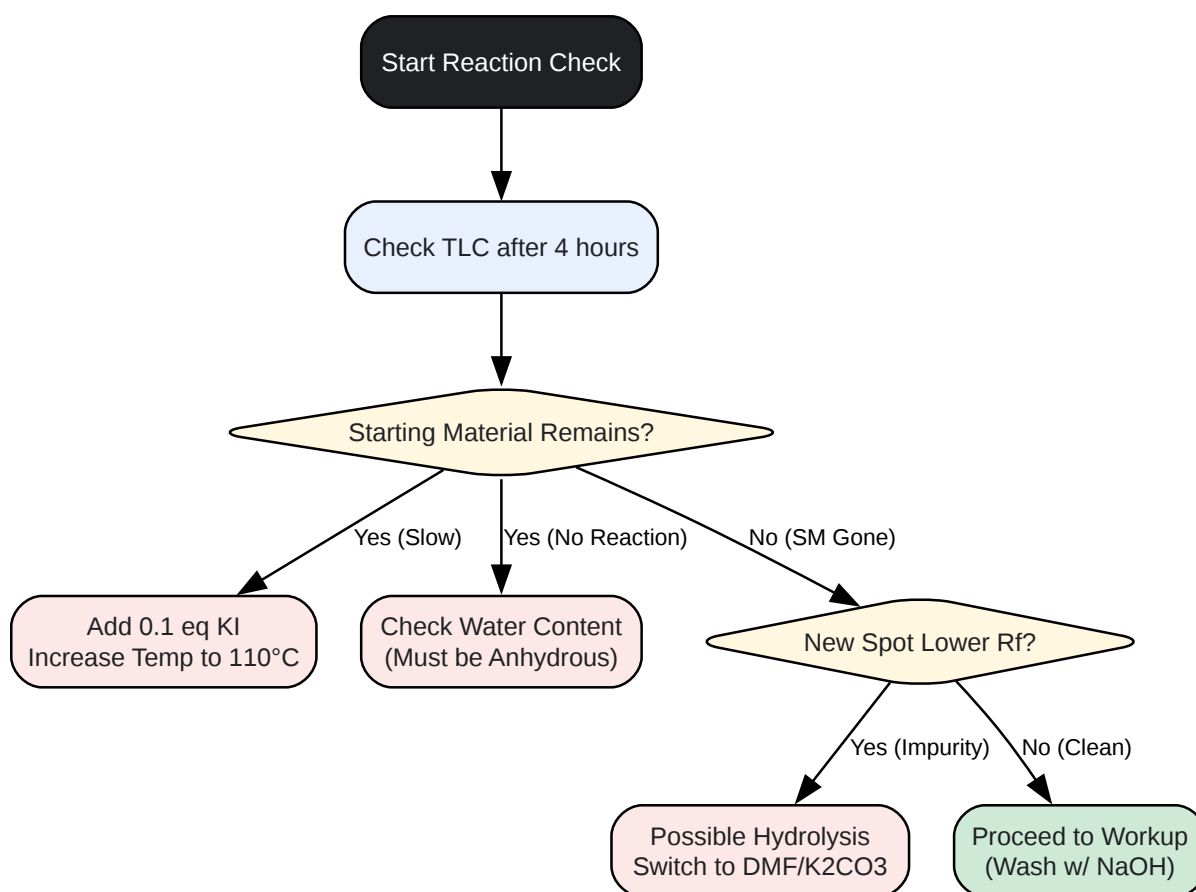 Start Reaction Check
Check TLC after 4 hours
Starting Material Remains?
Yes (Slow)
Yes (No Reaction)
No (SM Gone)
Add 0.1 eq KI
Increase Temp to 110°C
Check Water Content
(Must be Anhydrous)
New Spot Lower Rf?
Yes (Impurity)
No (Clean)
Possible Hydrolysis
Switch to DMF/K2CO3
Proceed to Workup
(Wash w/ NaOH)